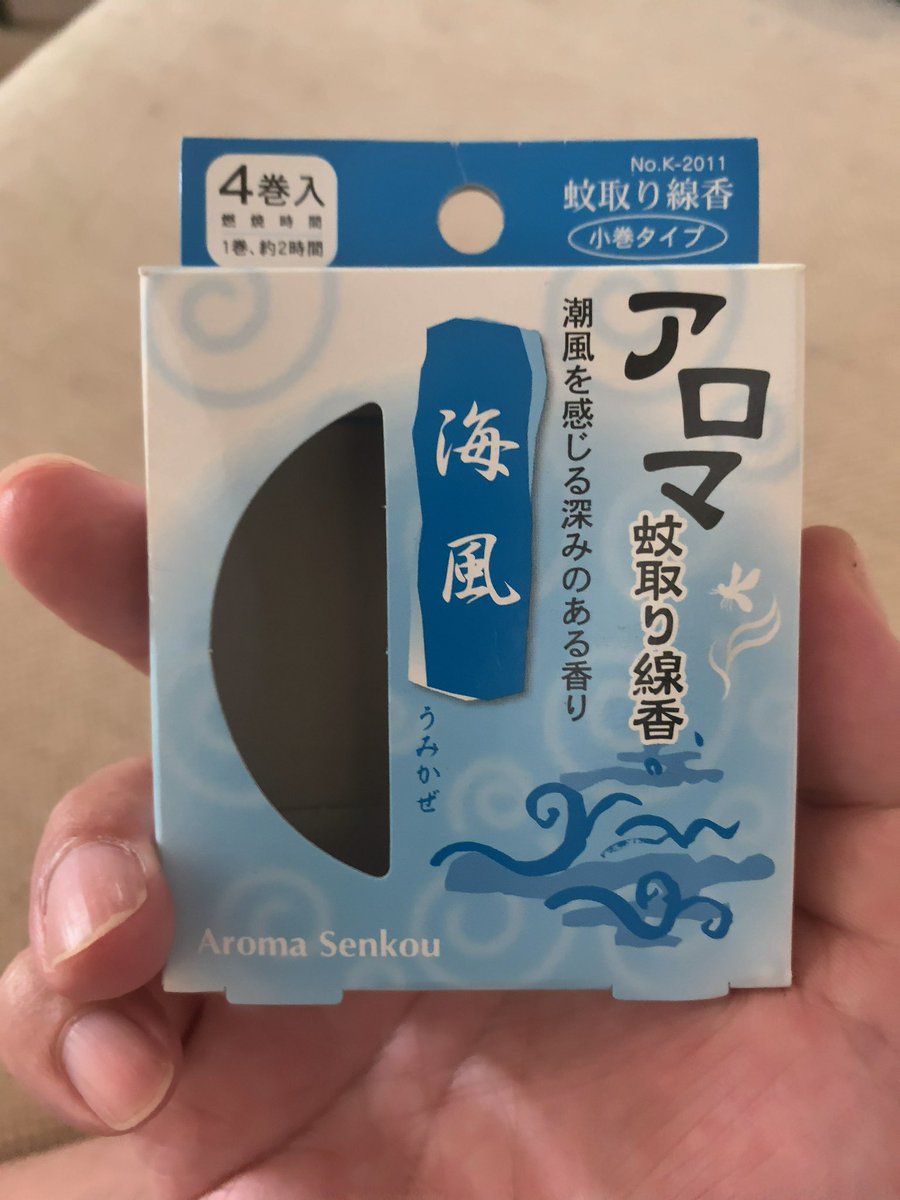 4巻入
燃焼時間
1巻、約2時間
No.K-2011
蚊取り線香
小巻タイプ
アロマ
蚊取り線香
潮風を感じる深みのある香り
海風
うみかぜ
Aroma Senkou